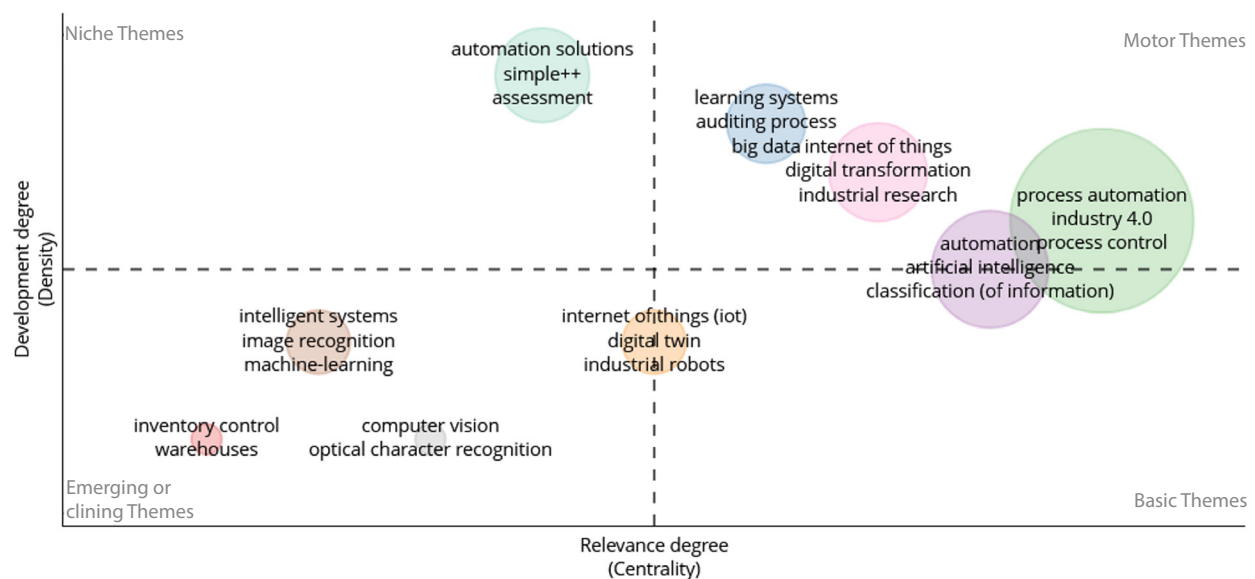 Niche Themes
Motor Themes
automation solutions
simple++
assessment
learning systems
auditing process
big data
internet of things
digital transformation
industrial research
process automation
industry 4.0
process control
automation
artificial intelligence
classification (of information)
Development degree
(Density)
intelligent systems
image recognition
machine-learning
internet of things (iot)
digital twin
industrial robots
inventory control
warehouses
computer vision
optical character recognition
Emerging or
clining Themes
Basic Themes
Relevance degree
(Centrality)